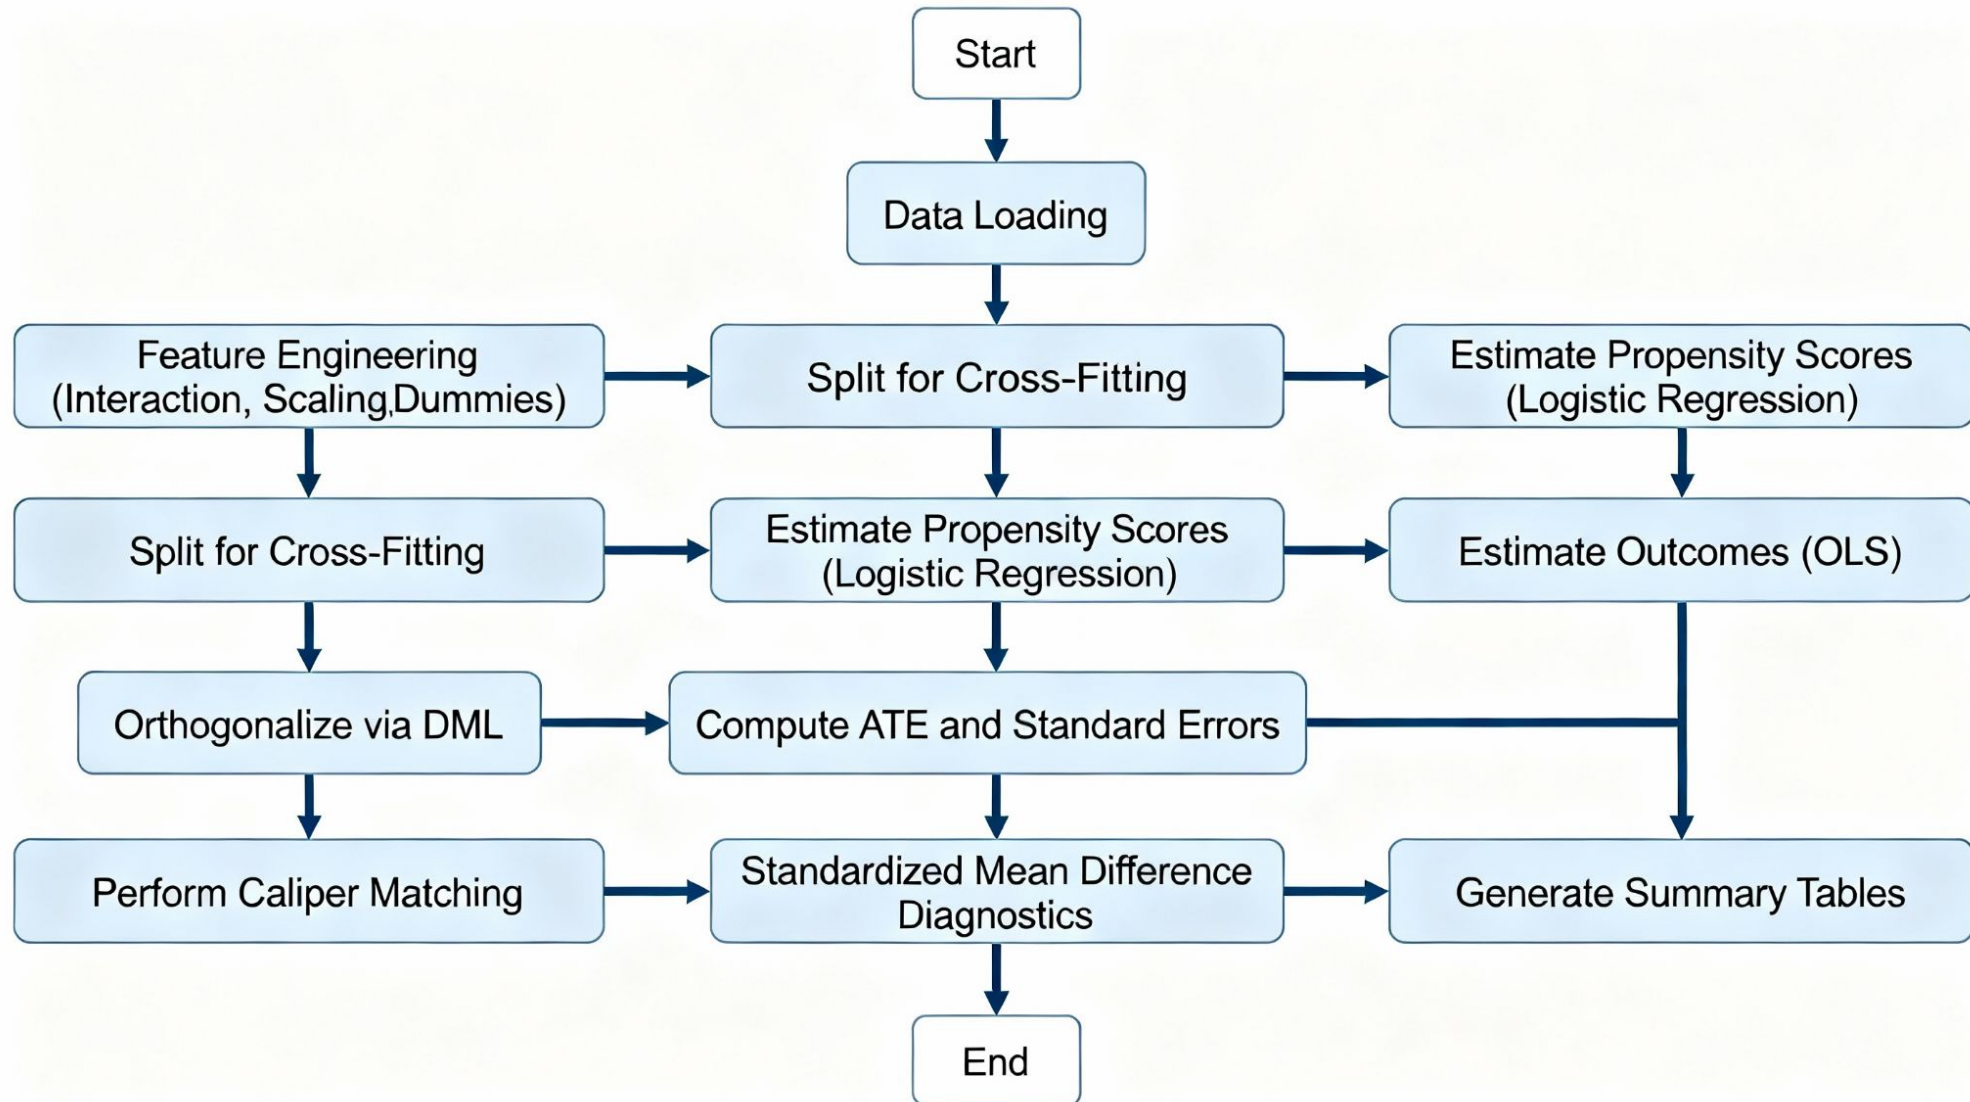 Start
Data Loading
Feature Engineering
(Interaction, Scaling,Dummies)
Split for Cross-Fitting
Estimate Propensity Scores
(Logistic Regression)
Split for Cross-Fitting
Estimate Propensity Scores
(Logistic Regression)
Estimate Outcomes (OLS)
Orthogonalize via DML
Compute ATE and Standard Errors
Perform Caliper Matching
Standardized Mean Difference
Diagnostics
Generate Summary Tables
End